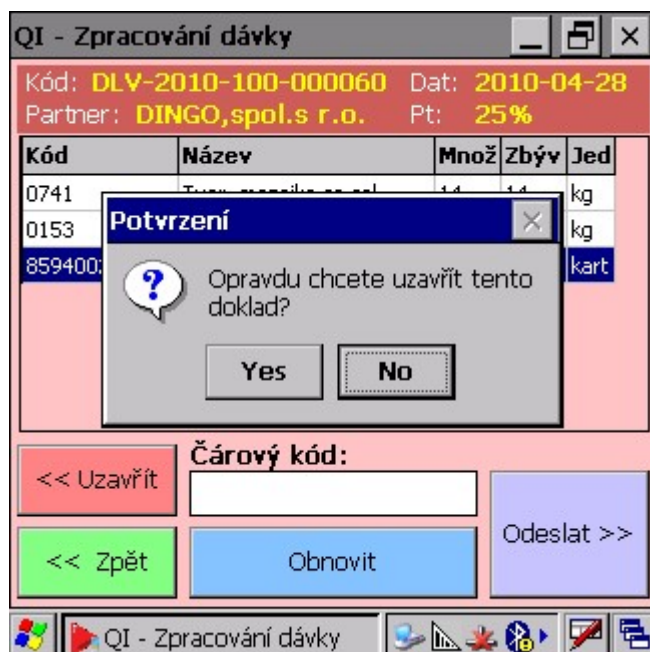 QI - Zpracování dávky
Kód: DLV-2010-100-000060 Dat: 2010-04-28
Partner: DINGO,spol.s r.o. Pt: 25%
Kód Název Množ Zbýv Jed
0741 kg
0153 kg
kart
Potvrzení
Opravdu chcete uzavřít tento
doklad?
Yes No
<< Uzavřít
Čárový kód:
<< Zpět
Obnovit
Odeslat >>
QI - Zpracování dávky